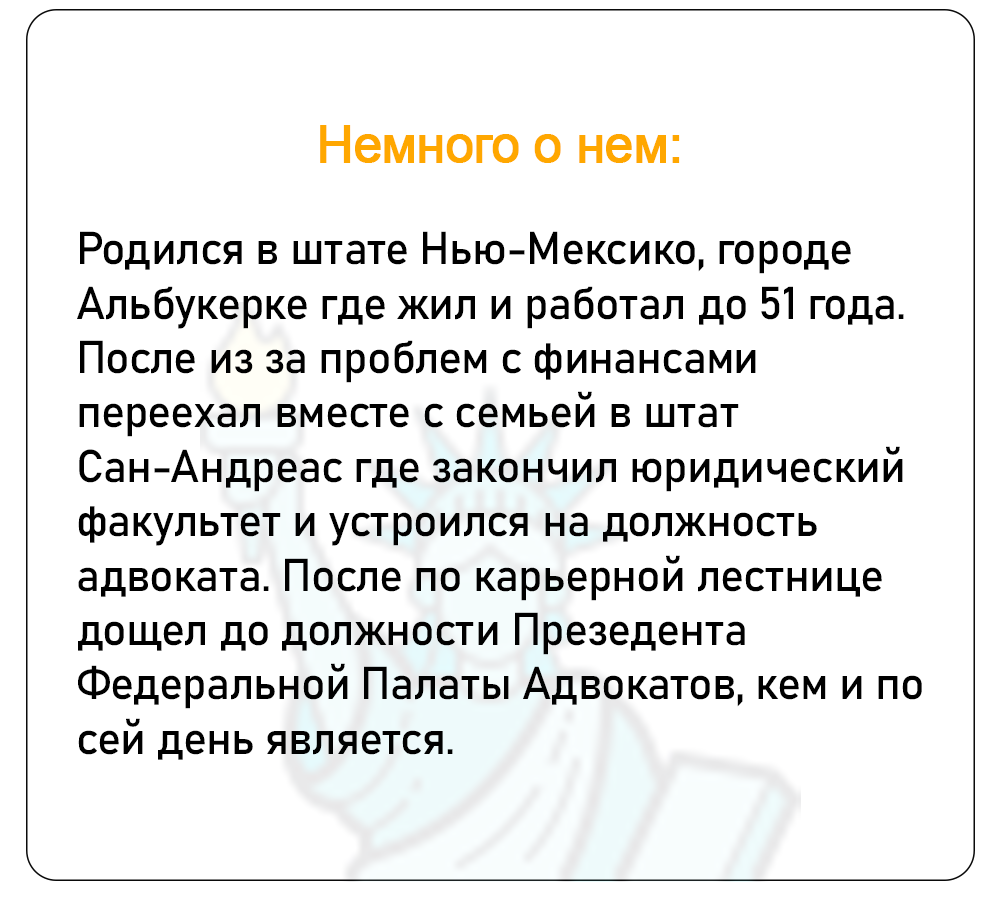 Немного о нем:
Родился в штате Нью-Мексико, городе
Альбукерке где жил и работал до 51 года.
После из за проблем с финансами
переехал вместе с семьей в штат
Сан-Андреас где закончил юридический
факультет и устроился на должность
адвоката. После по карьерной лестнице
дощел до должности Презедента
Федеральной Палаты Адвокатов, кем и по
сей день является.